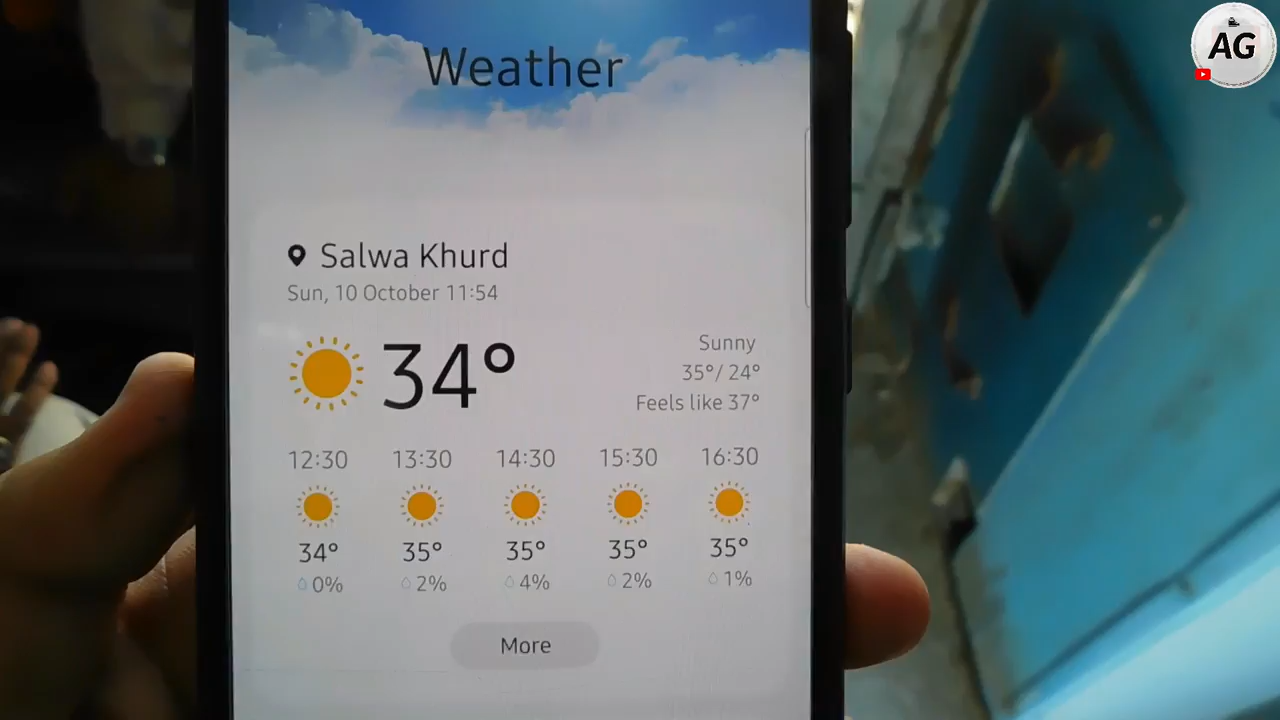 AG
Weather
Salwa Khurd
Sun, 10 October 11:54
34°
Sunny
35°/ 24°
Feels like 37°
12:30 13:30 14:30 15:30 16:30
34° 35° 35° 35° 35°
0% 2% 4% 2% 1%
More